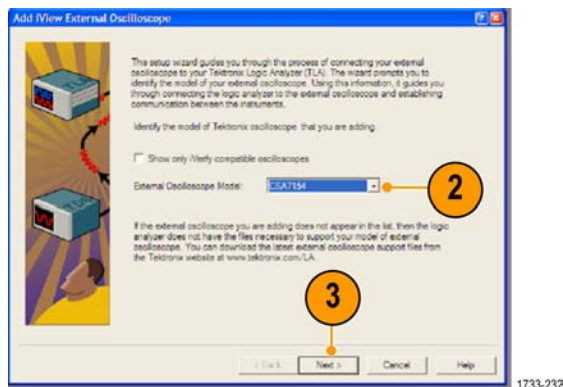 Add iView External Oscilloscope
This setup wizard guides you through the process of connecting your external
oscilloscope to your Tektronix Logic Analyzer (TLA). The wizard prompts you to
identify the model of your external oscilloscope. Using this information, it guides you
through connecting the logic analyzer to the external oscilloscope and establishing
communication between the instruments.
Identify the model of Tektronix oscilloscope that you are adding.
Show only iVerify compatible oscilloscopes
External Oscilloscope Model: CSA7154
2
If the external oscilloscope you are adding does not appear in the list, then the logic
analyzer does not have the files necessary to support your model of external
oscilloscope. You can download the latest external oscilloscope support files from
the Tektronix website at www.tektronix.com/LA.
3
< Back Next > Cancel Help
1733-232